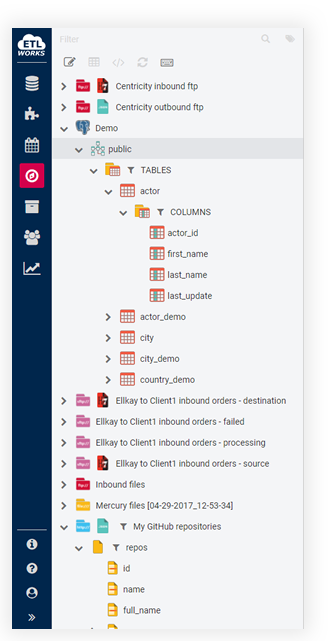 ETL
WORKS
Filter
Centricity inbound ftp
Centricity outbound ftp
Demo
public
TABLES
actor
COLUMNS
actor_id
first_name
last_name
last_update
actor_demo
city
city_demo
country_demo
Ellkay to Client1 inbound orders - destination
Ellkay to Client1 inbound orders - failed
Ellkay to Client1 inbound orders - processing
Ellkay to Client1 inbound orders - source
Inbound files
Mercury files [04-29-2017_12-53-34]
My GitHub repositories
repos
id
name
full_name